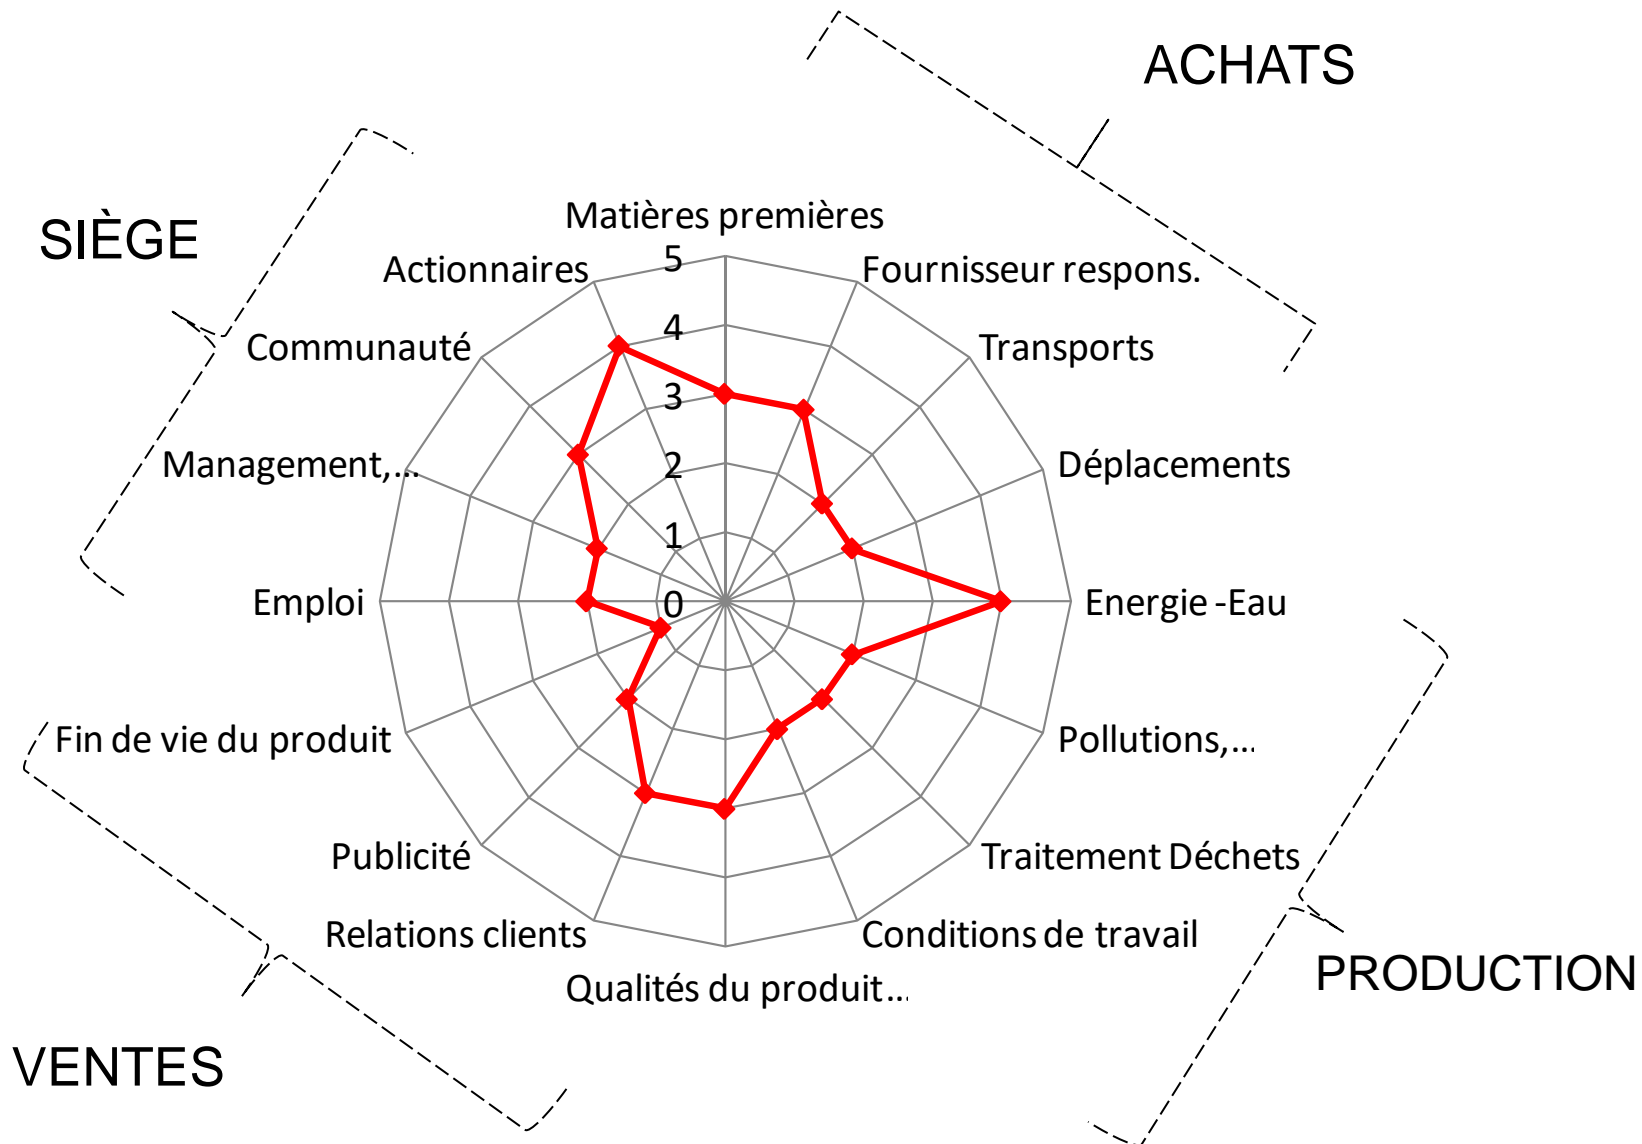 ACHATS
SIÈGE
Matières premières
Actionnaires
5
Fournisseur respons.
Communauté
4
Transports
3
Management,...
2
Déplacements
1
Emploi
0
Energie -Eau
Fin de vie du produit
Pollutions,...
Publicité
Traitement Déchets
Relations clients
Conditions de travail
Qualités du produit...
PRODUCTION
VENTES